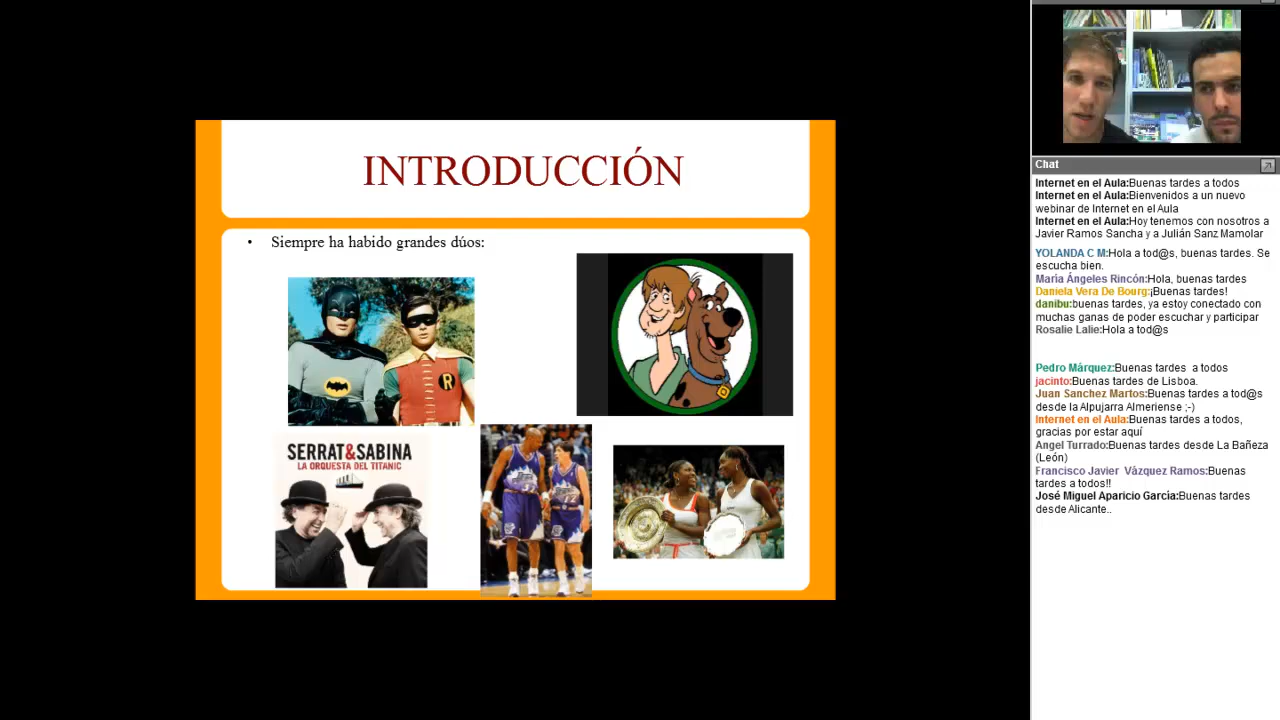 INTRODUCCIÓN
• Siempre ha habido grandes dúos:
R
SERRAT&SABINA
LA ORQUESTA DEL TITANIC
Chat
Internet en el Aula:Buenas tardes a todos
Internet en el Aula:Bienvenidos a un nuevo
webinar de Internet en el Aula
Internet en el Aula:Hoy tenemos con nosotros a
Javier Ramos Sancha y a Julián Sanz Mamolar
YOLANDA C M:Hola a tod@s, buenas tardes. Se
escucha bien.
María Ángeles Rincón:Hola, buenas tardes
Daniela Vera De Bourg:¡Buenas tardes!
danibu:buenas tardes, ya estoy conectado con
muchas ganas de poder escuchar y participar
Rosalie Lalie:Hola a tod@s
Pedro Márquez:Buenas tardes a todos
jacinto:Buenas tardes de Lisboa.
Juan Sanchez Martos:Buenas tardes a tod@s
desde la Alpujarra Almeriense ;-)
Internet en el Aula:Buenas tardes a todos,
gracias por estar aquí
Angel Turrado:Buenas tardes desde La Bañeza
(León)
Francisco Javier Vázquez Ramos:Buenas
tardes a todos!!
José Miguel Aparicio García:Buenas tardes
desde Alicante..